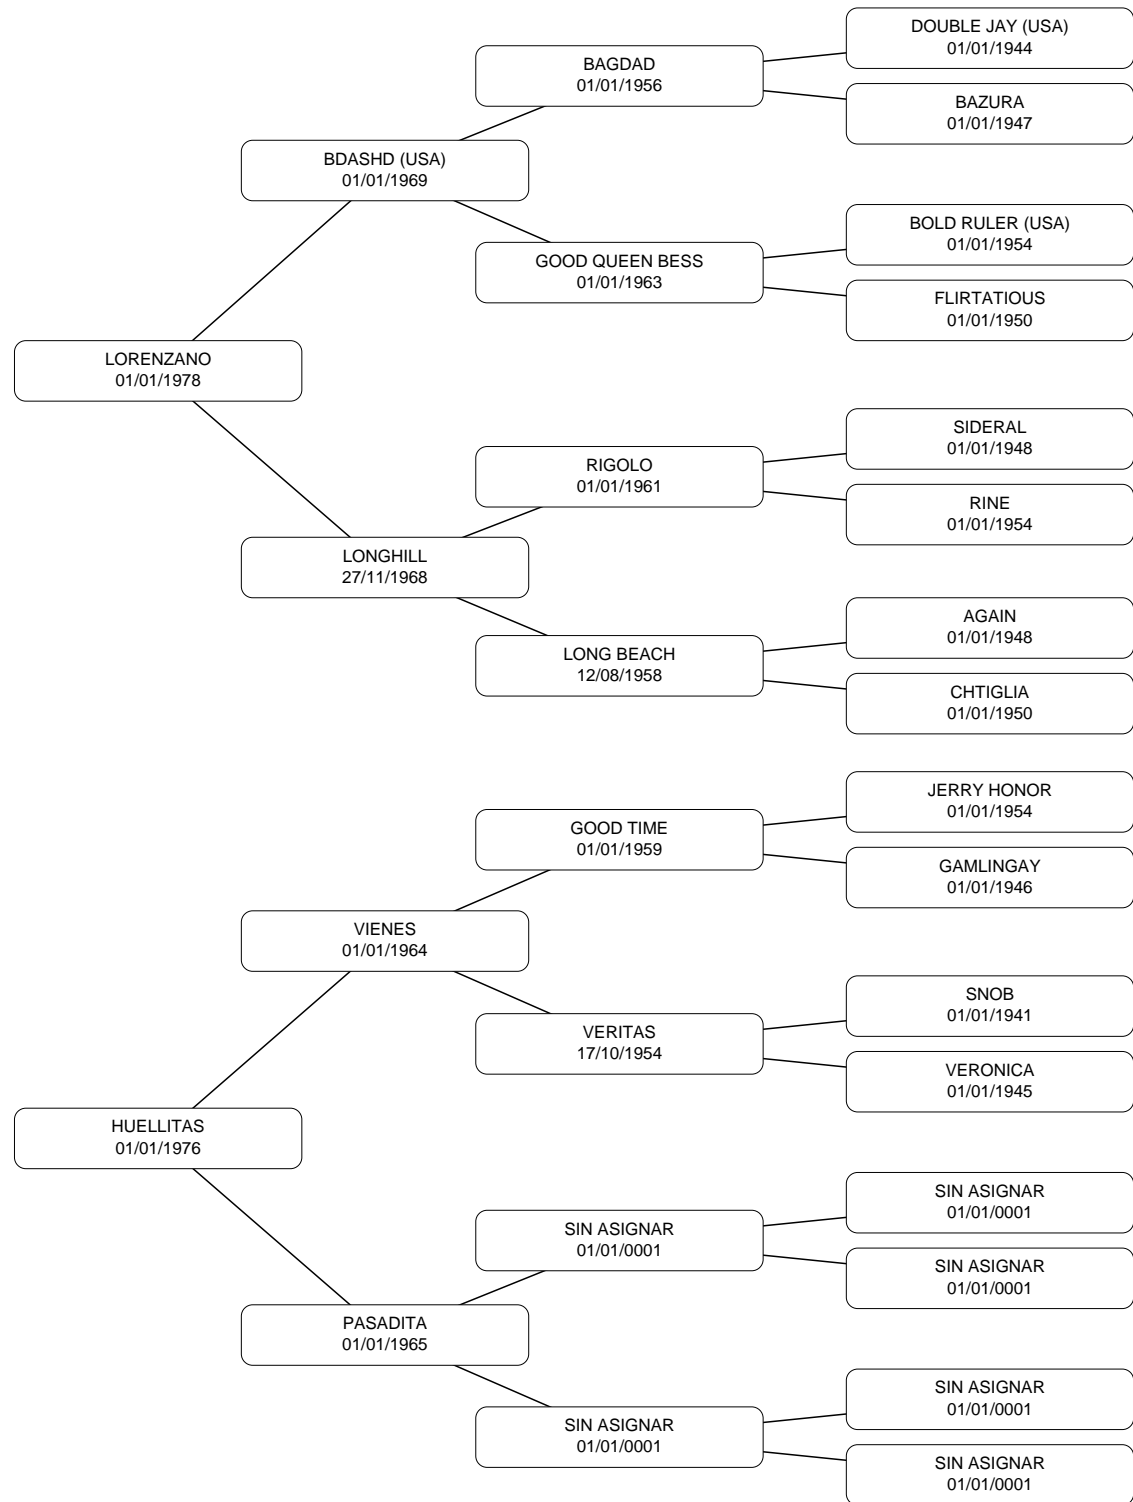 DOUBLE JAY (USA)
01/01/1944
BAGDAD
01/01/1956
BAZURA
01/01/1947
BDASHD (USA)
01/01/1969
BOLD RULER (USA)
01/01/1954
GOOD QUEEN BESS
01/01/1963
FLIRTATIOUS
01/01/1950
LORENZANO
01/01/1978
SIDERAL
01/01/1948
RIGOLO
01/01/1961
RINE
01/01/1954
LONGHILL
27/11/1968
AGAIN
01/01/1948
LONG BEACH
12/08/1958
CHTIGLIA
01/01/1950
JERRY HONOR
01/01/1954
GOOD TIME
01/01/1959
GAMLINGAY
01/01/1946
VIENES
01/01/1964
SNOB
01/01/1941
VERITAS
17/10/1954
VERONICA
01/01/1945
HUELLITAS
01/01/1976
SIN ASIGNAR
01/01/0001
SIN ASIGNAR
01/01/0001
SIN ASIGNAR
01/01/0001
PASADITA
01/01/1965
SIN ASIGNAR
01/01/0001
SIN ASIGNAR
01/01/0001
SIN ASIGNAR
01/01/0001